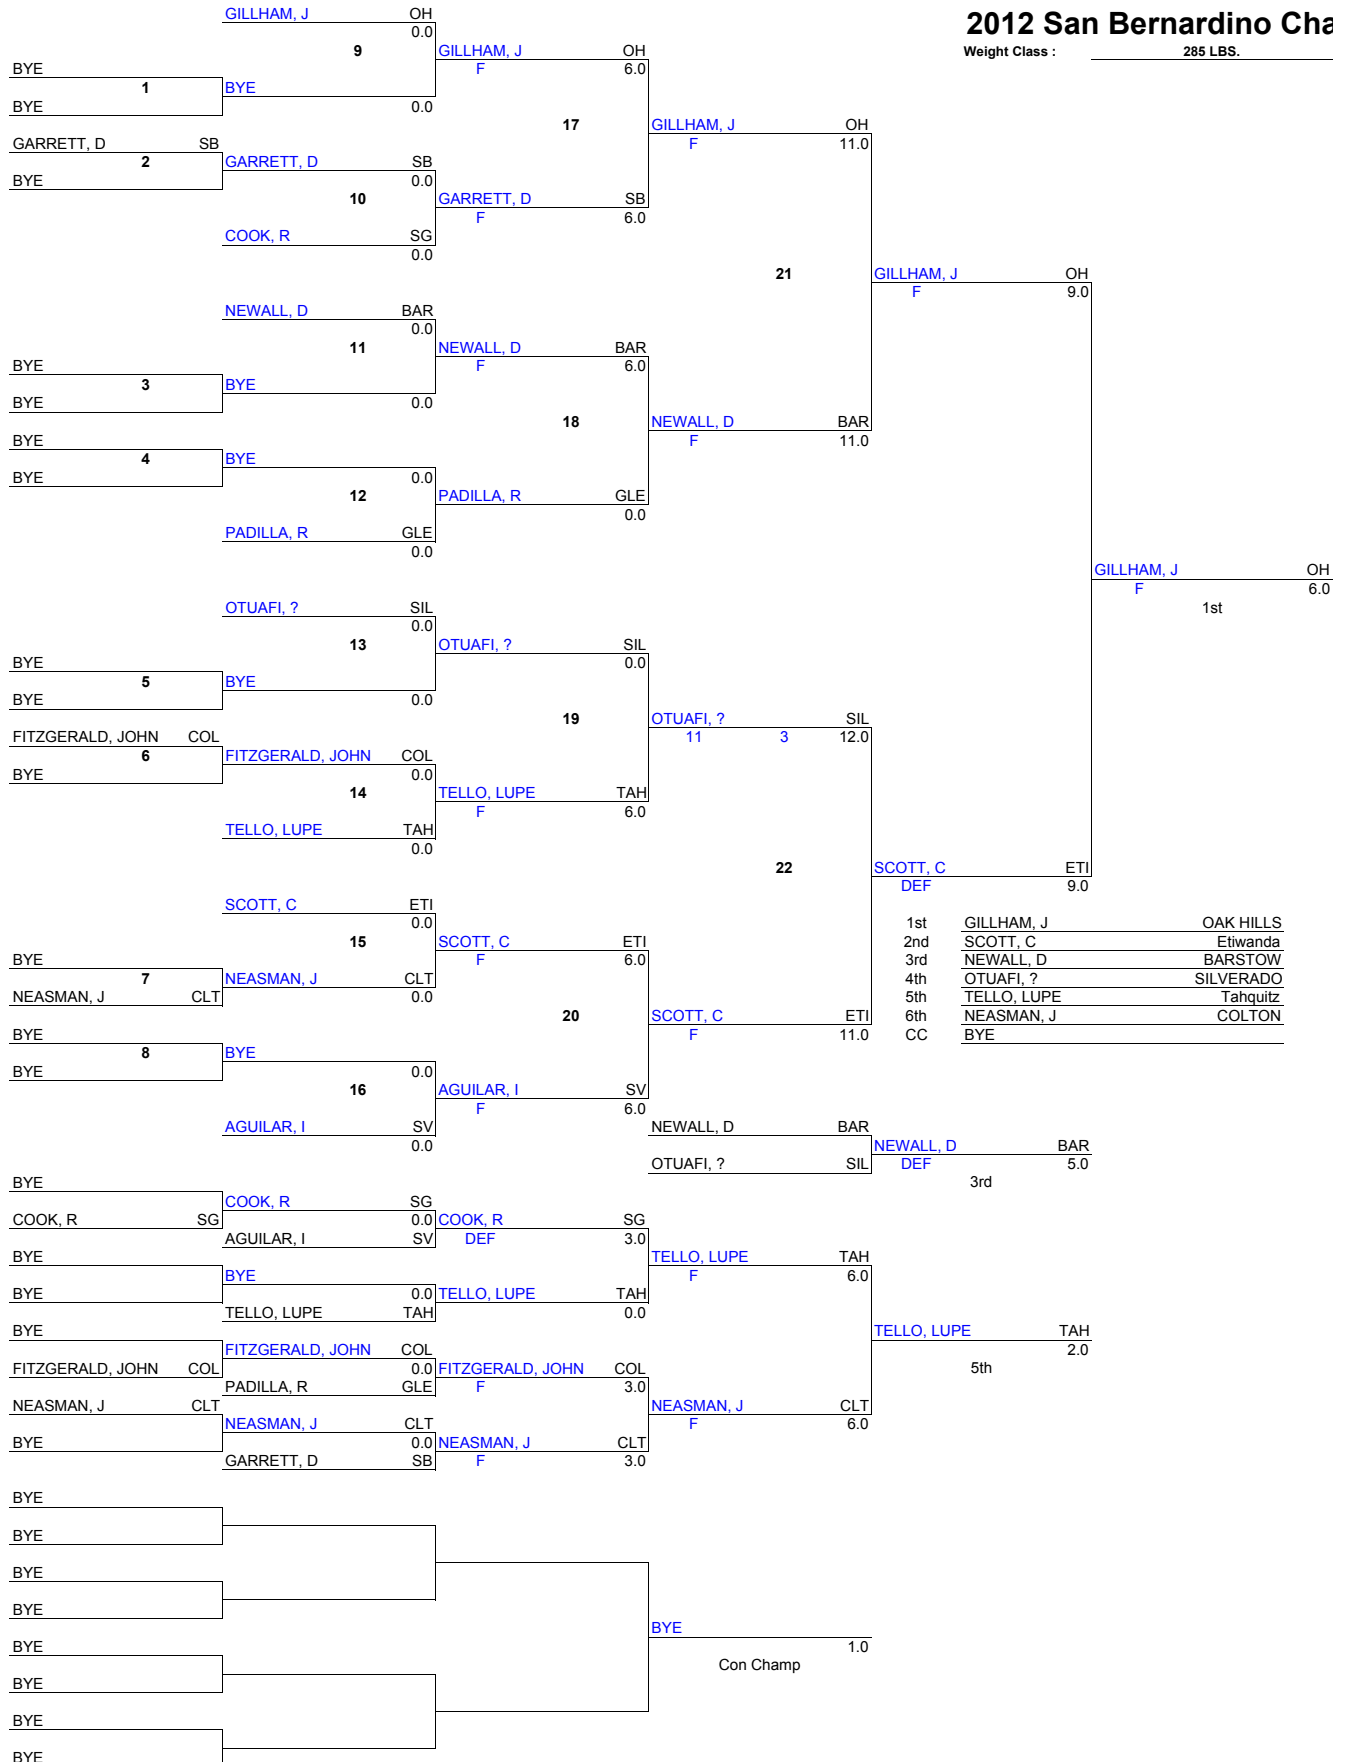 2012 San Bernardino Cha
Weight Class : 285 LBS.
GILLHAM, J OH
0.0
9
GILLHAM, J OH
F 6.0
BYE
1
BYE
BYE
0.0
17
GILLHAM, J OH
F 11.0
GARRETT, D SB
2
GARRETT, D SB
BYE
0.0
10
GARRETT, D SB
F 6.0
COOK, R SG
0.0
21
GILLHAM, J OH
F 9.0
NEWALL, D BAR
0.0
11
NEWALL, D BAR
F 6.0
BYE
3
BYE
BYE
0.0
18
NEWALL, D BAR
F 11.0
BYE
4
BYE
BYE
0.0
12
PADILLA, R GLE
0.0
PADILLA, R GLE
0.0
GILLHAM, J OH
F 6.0
1st
OTUAFI, ? SIL
0.0
13
OTUAFI, ? SIL
0.0
BYE
5
BYE
BYE
0.0
19
OTUAFI, ? SIL
11 3 12.0
FITZGERALD, JOHN COL
6
FITZGERALD, JOHN COL
BYE
0.0
14
TELLO, LUPE TAH
F 6.0
TELLO, LUPE TAH
0.0
22
SCOTT, C ETI
DEF 9.0
SCOTT, C ETI
0.0
15
SCOTT, C ETI
F 6.0
BYE
7
NEASMAN, J CLT
NEASMAN, J CLT
0.0
20
SCOTT, C ETI
F 11.0
BYE
8
BYE
BYE
0.0
16
AGUILAR, I SV
F 6.0
AGUILAR, I SV
0.0
1st GILLHAM, J OAK HILLS
2nd SCOTT, C Etiwanda
3rd NEWALL, D BARSTOW
4th OTUAFI, ? SILVERADO
5th TELLO, LUPE Tahquitz
6th NEASMAN, J COLTON
CC BYE
NEWALL, D BAR
NEWALL, D BAR
OTUAFI, ? SIL
DEF 5.0
3rd
BYE
COOK, R SG
COOK, R SG
0.0
COOK, R SG
AGUILAR, I SV
DEF 3.0
BYE
TELLO, LUPE TAH
BYE
F 6.0
BYE
0.0
TELLO, LUPE TAH
TELLO, LUPE TAH
0.0
BYE
TELLO, LUPE TAH
2.0
FITZGERALD, JOHN COL
5th
FITZGERALD, JOHN COL
0.0
FITZGERALD, JOHN COL
PADILLA, R GLE
F 3.0
NEASMAN, J CLT
NEASMAN, J CLT
NEASMAN, J CLT
F 6.0
BYE
0.0
NEASMAN, J CLT
GARRETT, D SB
F 3.0
BYE
BYE
BYE
BYE
BYE
1.0
BYE
Con Champ
BYE
BYE
BYE